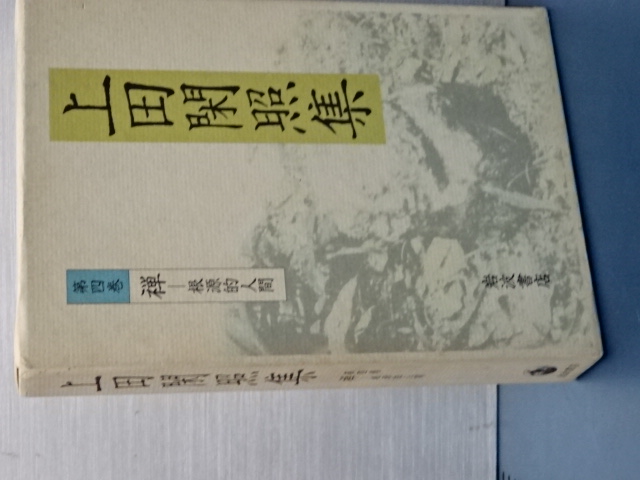 上田閑照集
第四巻
禅―根源的人間
岩波書店
上田閑照集